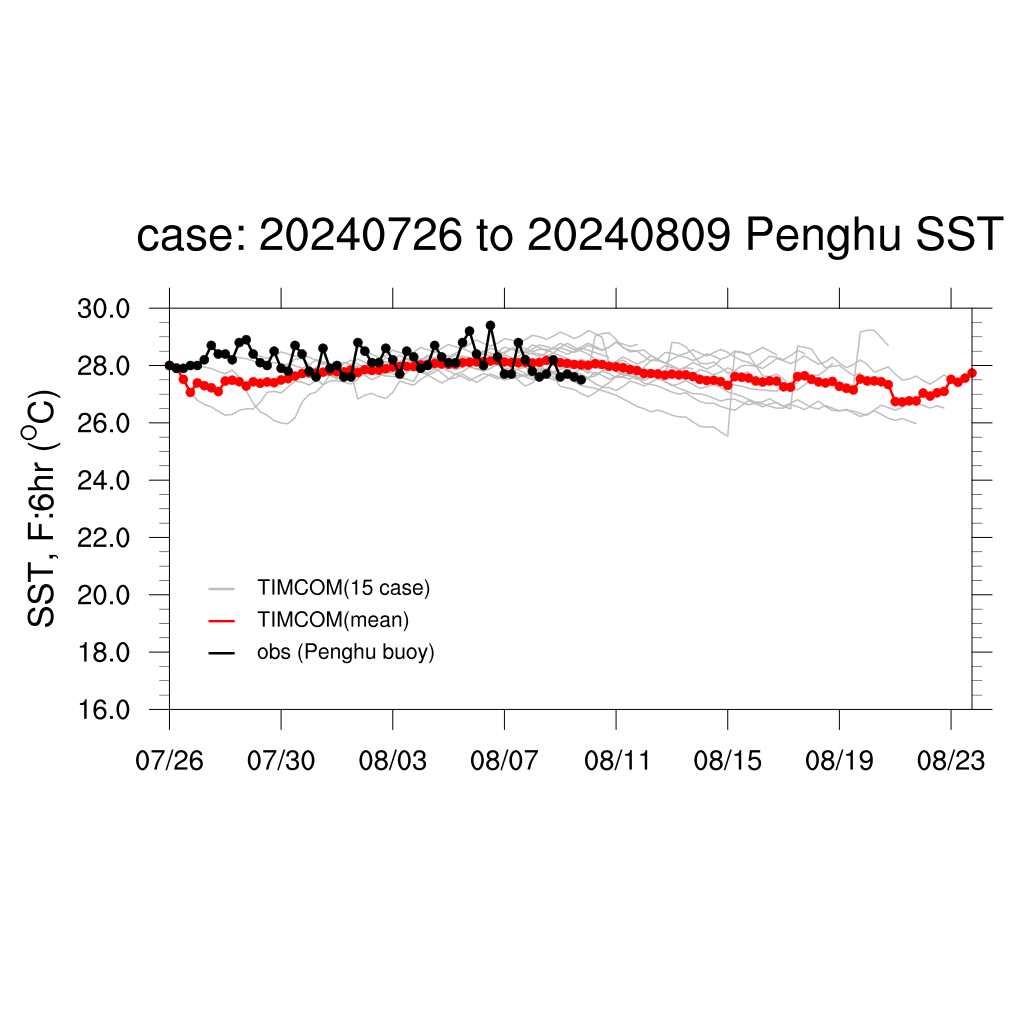 case: 20240726 to 20240809 Penghu SST
SST, F:6hr (°C)
30.0
28.0
26.0
24.0
22.0
20.0
18.0
16.0
TIMCOM(15 case)
TIMCOM(mean)
obs (Penghu buoy)
07/26 07/30 08/03 08/07 08/11 08/15 08/19 08/23